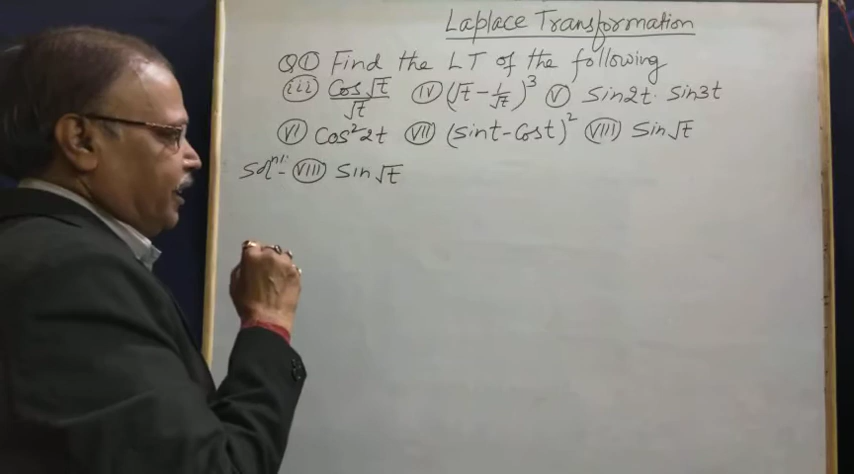 Laplace Transformation
Q① Find the LT of the following
(iii) Cos√t/√t (iv) (√t - 1/√t)³ (v) Sin2t. Sin3t
(vi) Cos²2t (vii) (Sint - Cost)² (viii) Sin√t
Solⁿ:- (viii) Sin√t